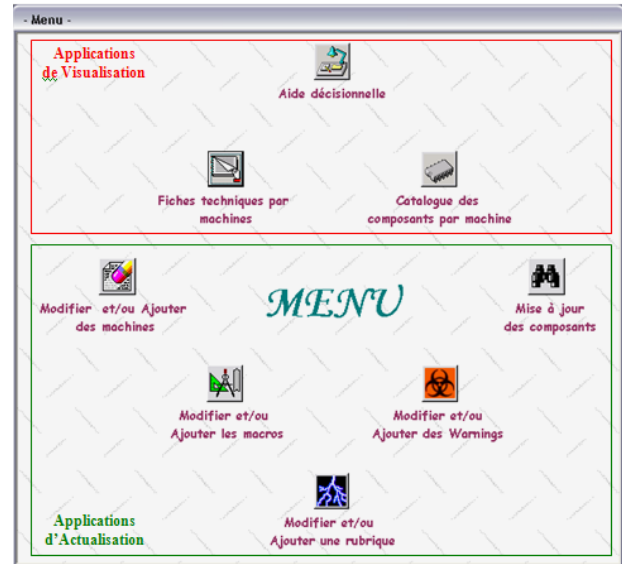 - Menu -
Applications
de Visualisation
Aide décisionnelle
Fiches techniques par
machines
Catalogue des
composants par machine
Modifier et/ou Ajouter
des machines
MENU
Mise à jour
des composants
Modifier et/ou
Ajouter les macros
Modifier et/ou
Ajouter des Warnings
Modifier et/ou
Ajouter une rubrique
Applications
d'Actualisation